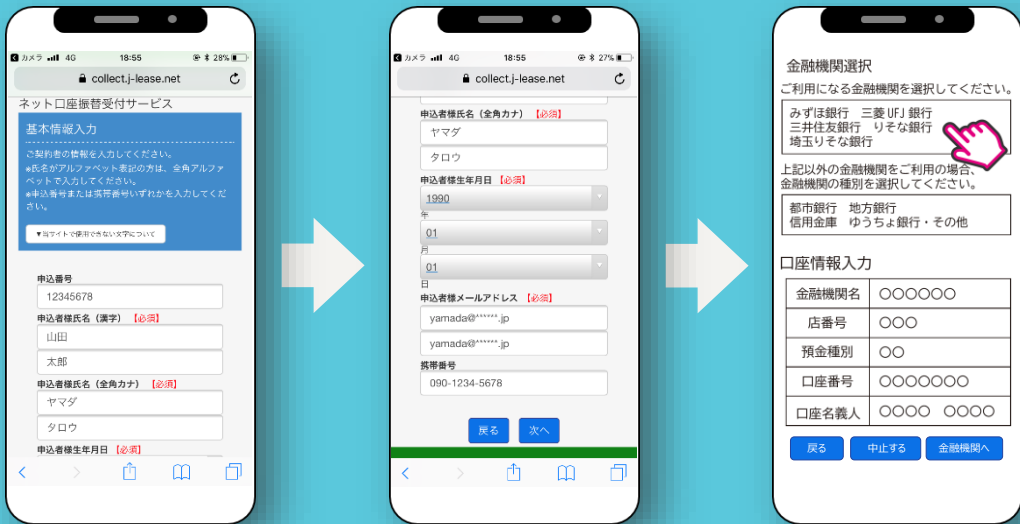 カメラ 4G 18:55 28%
collect.j-lease.net
ネット口座振替受付サービス
基本情報入力
ご契約者の情報を入力してください。
※氏名がアルファベット表記の方は、全角アルファ
ベットで入力してください。
※申込番号または携帯番号いずれかを入力してくだ
さい。
▼当サイトで使用できない文字について
申込番号
12345678
申込者様氏名（漢字）【必須】
山田
太郎
申込者様氏名（全角カナ）【必須】
ヤマダ
タロウ
申込者様生年月日【必須】
カメラ 4G 18:55 27%
collect.j-lease.net
申込者様氏名（全角カナ）【必須】
ヤマダ
タロウ
申込者様生年月日【必須】
1990
年
01
月
01
日
申込者様メールアドレス【必須】
yamada@******.jp
yamada@******.jp
携帯番号
090-1234-5678
戻る 次へ
金融機関選択
ご利用になる金融機関を選択してください。
みずほ銀行 三菱UFJ銀行
三井住友銀行 りそな銀行
埼玉りそな銀行
上記以外の金融機関をご利用の場合、
金融機関の種別を選択してください。
都市銀行 地方銀行
信用金庫 ゆうちょ銀行・その他
口座情報入力
金融機関名 〇〇〇〇〇〇
店番号 〇〇〇
預金種別 〇〇
口座番号 〇〇〇〇〇〇〇
口座名義人 〇〇〇〇 〇〇〇〇
戻る 中止する 金融機関へ